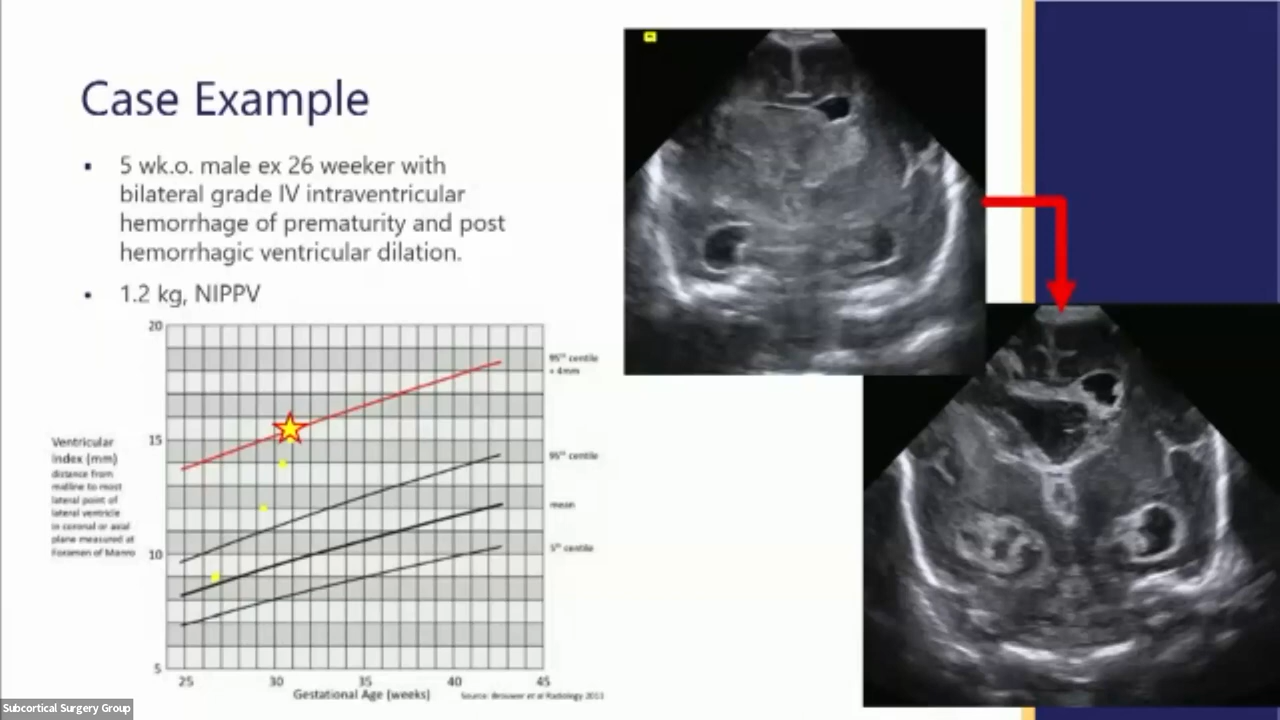 Case Example
▪ 5 wk.o. male ex 26 weeker with
bilateral grade IV intraventricular
hemorrhage of prematurity and post
hemorrhagic ventricular dilation.
▪ 1.2 kg, NIPPV
20
15
10
5
Ventricular
Index (mm)
distance from
midline to most
lateral point of
lateral ventricle
in coronal or axial
plane measured at
Foramen of Monro
95th centile
+ 4mm
95th centile
mean
5th centile
25 30 35 40 45
Gestational Age (weeks)
Source: Brouwer et al Radiology 2011
Subcortical Surgery Group